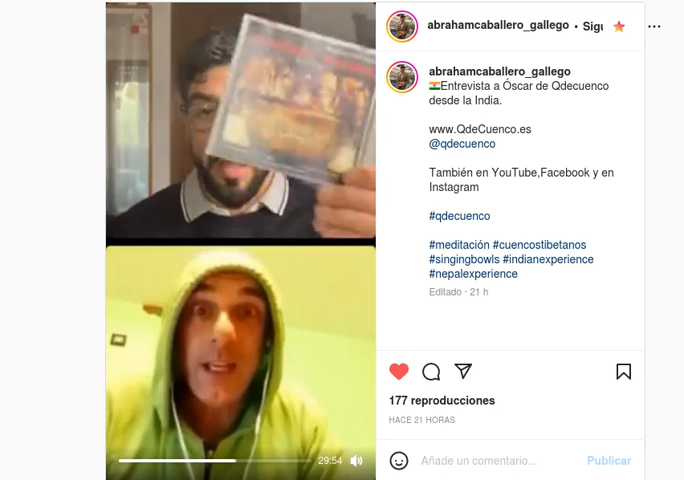 abrahamcaballero_gallego • Sigu
abrahamcaballero_gallego
Entrevista a Óscar de Qdecuenco
desde la India.
www.QdeCuenco.es
@qdecuenco
También en YouTube,Facebook y en
Instagram
#qdecuenco
#meditación #cuencostibetanos
#singingbowls #indianexperience
#nepalexperience
Editado · 21 h
177 reproducciones
HACE 21 HORAS
29:54
Añade un comentario... Publicar